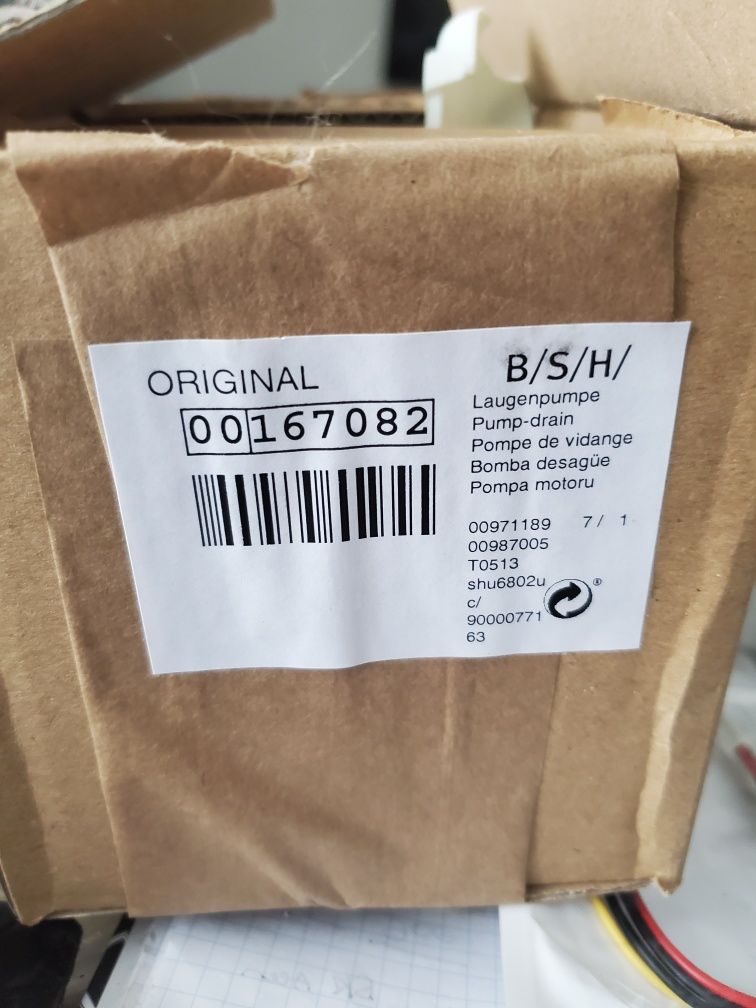 ORIGINAL
00167082
B/S/H/
Laugenpumpe
Pump-drain
Pompe de vidange
Bomba desagüe
Pompa motoru
00971189 7/ 1
00987005
T0513
shu6802u
c/
90000771
63
®